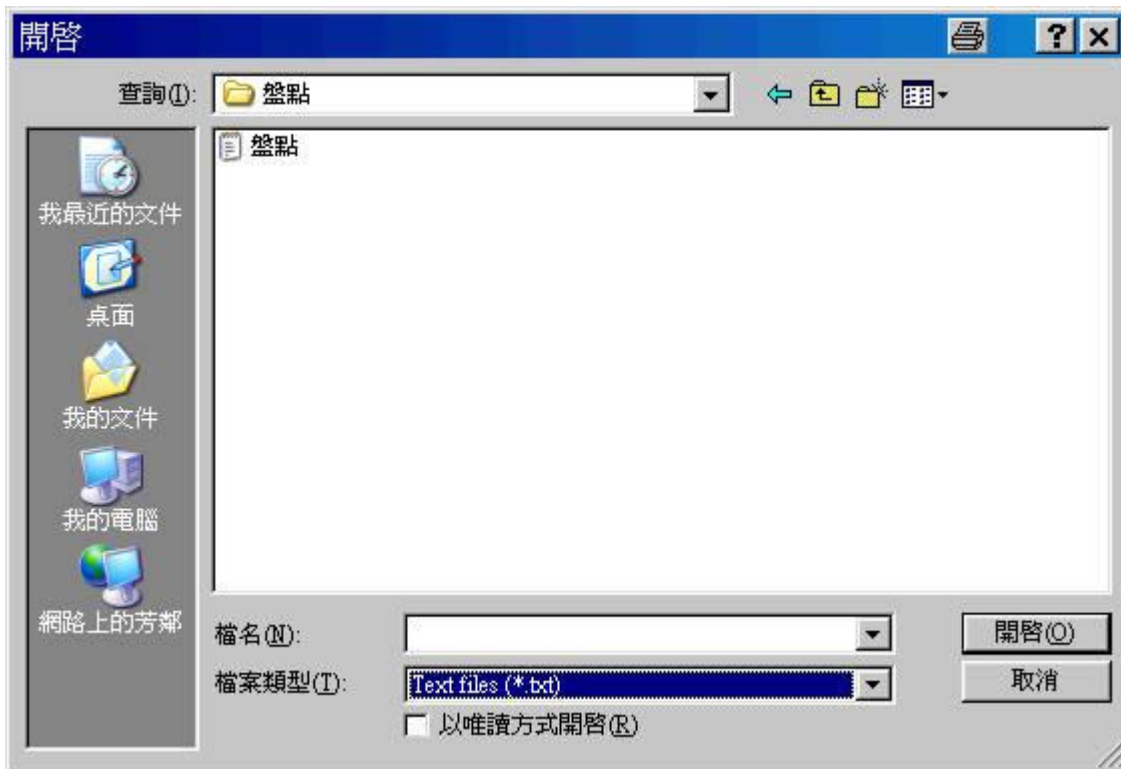 開啓
查詢(I):
盤點
盤點
我最近的文件
桌面
我的文件
我的電腦
網路上的芳鄰
檔名(N):
開啓(O)
檔案類型(T):
Text files (*.txt)
取消
以唯讀方式開啓(R)